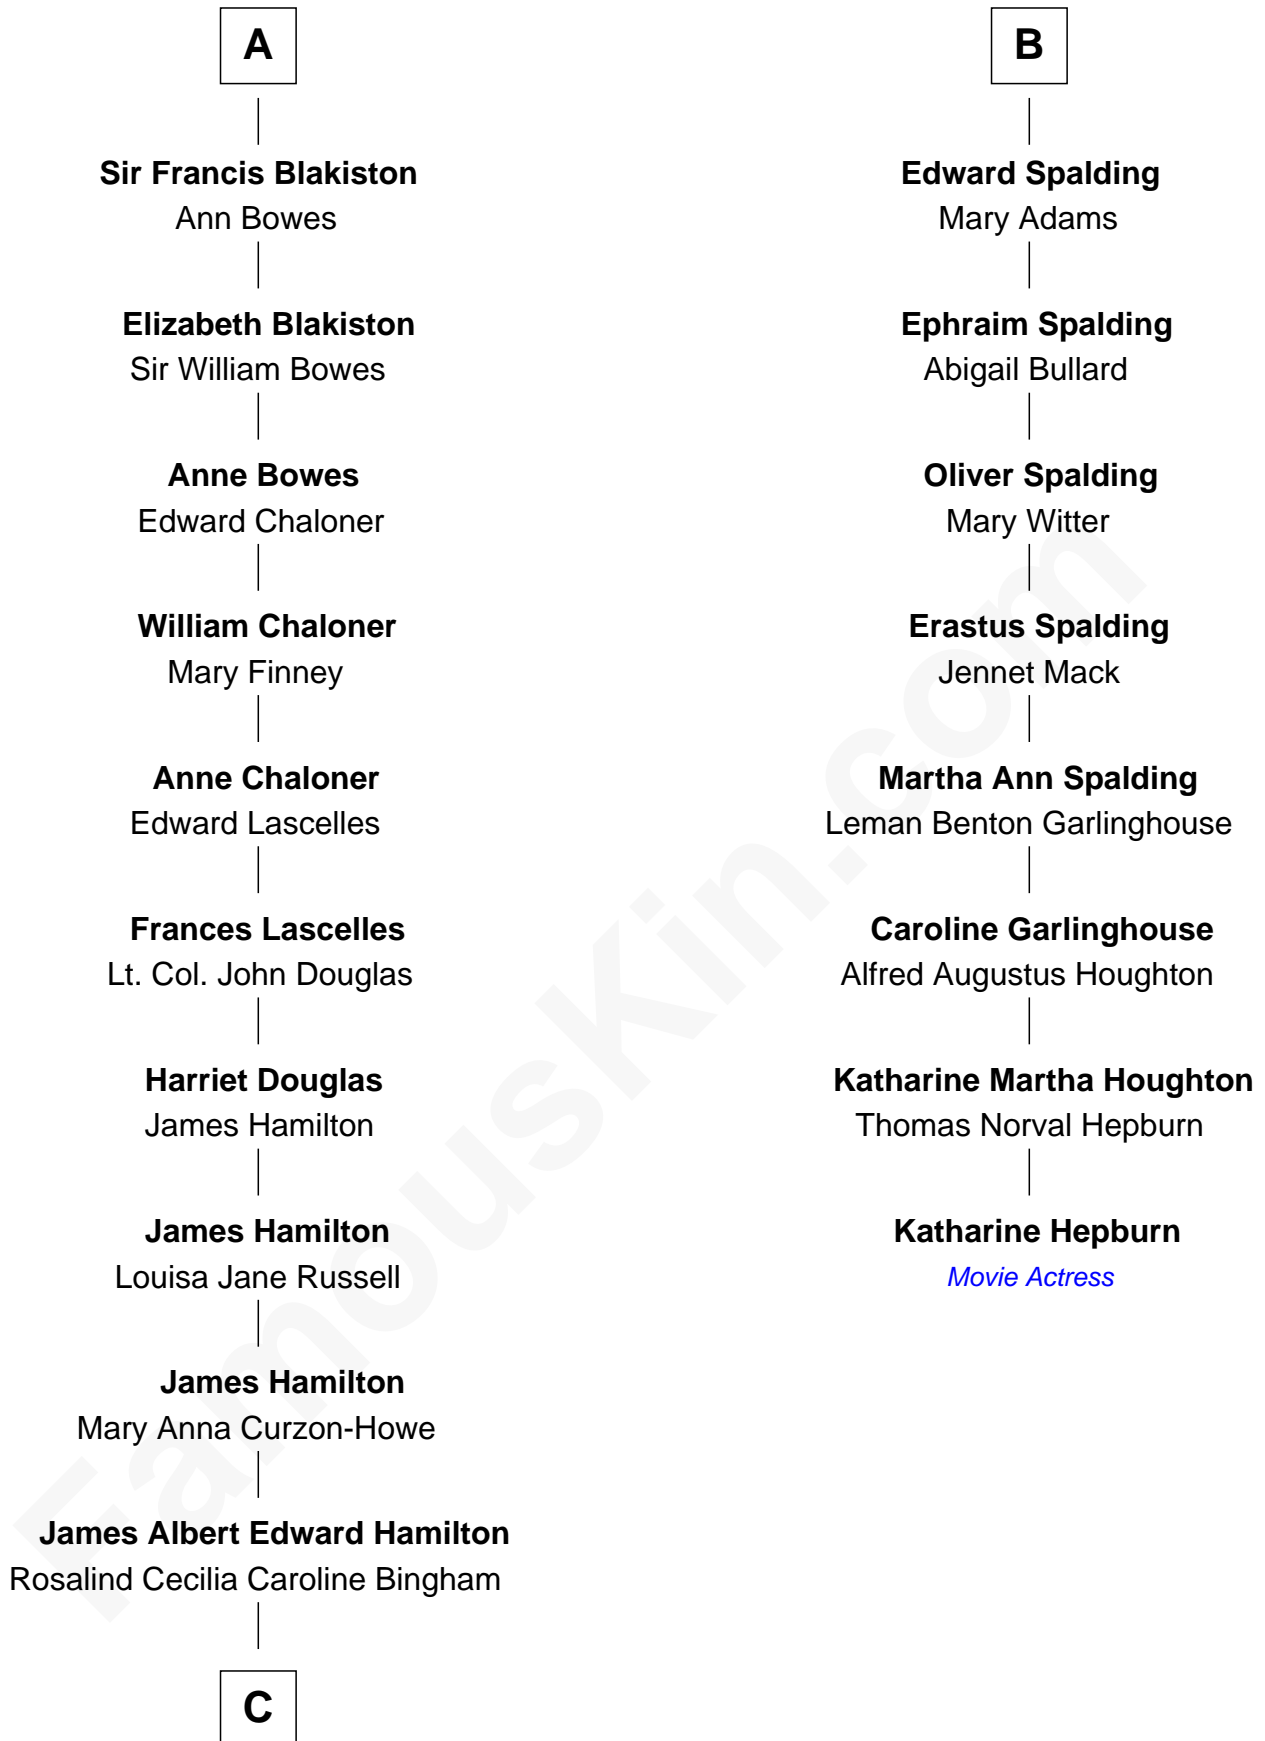 A
Sir Francis Blakiston
Ann Bowes
Elizabeth Blakiston
Sir William Bowes
Anne Bowes
Edward Chaloner
William Chaloner
Mary Finney
Anne Chaloner
Edward Lascelles
Frances Lascelles
Lt. Col. John Douglas
Harriet Douglas
James Hamilton
James Hamilton
Louisa Jane Russell
James Hamilton
Mary Anna Curzon-Howe
James Albert Edward Hamilton
Rosalind Cecilia Caroline Bingham
C
B
Edward Spalding
Mary Adams
Ephraim Spalding
Abigail Bullard
Oliver Spalding
Mary Witter
Erastus Spalding
Jennet Mack
Martha Ann Spalding
Leman Benton Garlinghouse
Caroline Garlinghouse
Alfred Augustus Houghton
Katharine Martha Houghton
Thomas Norval Hepburn
Katharine Hepburn
Movie Actress
FamousKin.com